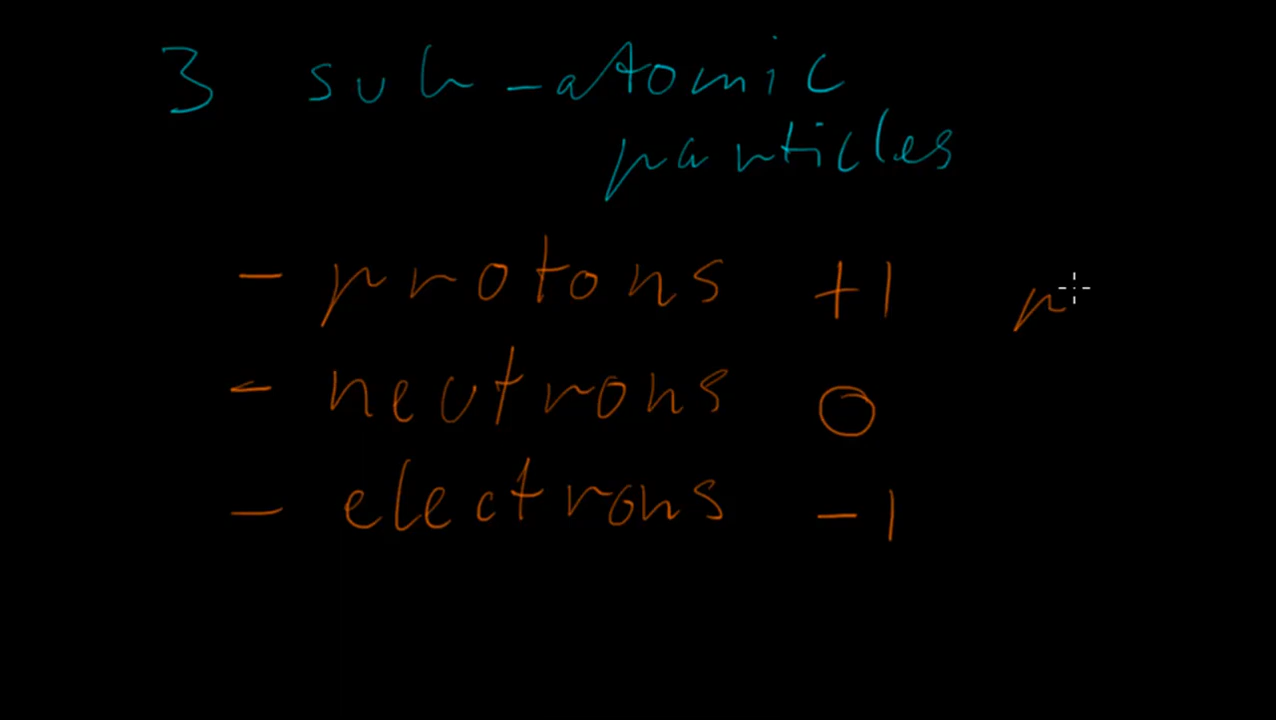 3 sub-atomic
particles
- protons +1 p
- neutrons 0
- electrons -1